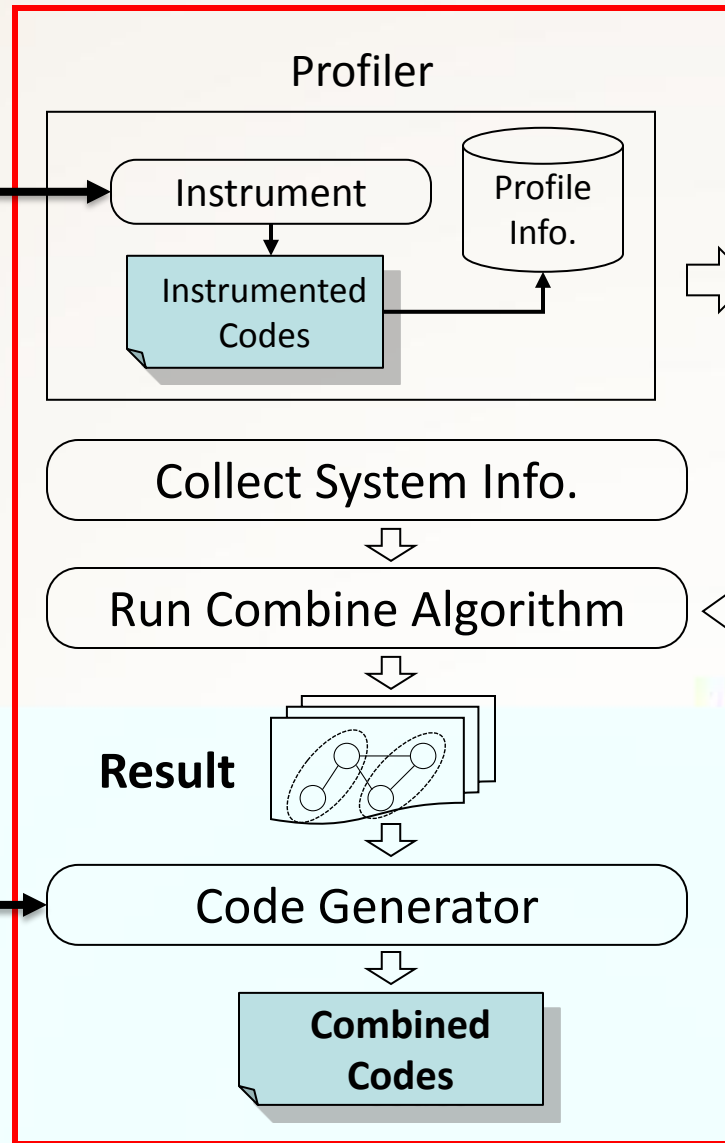 Profiler
Instrument
Profile
Info.
Instrumented
Codes
Collect System Info.
Run Combine Algorithm
Result
Code Generator
Combined
Codes